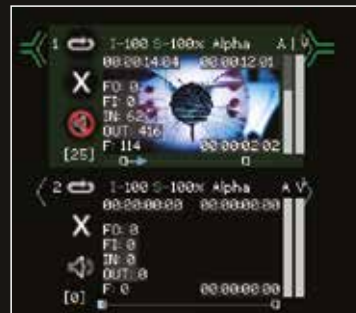 1 I-100 S-100% Alpha A V
00:00:14:04 00:00:12:01
FO: 0
FI: 0
IN: 62
OUT: 416
F: 114 00:00:02:02
[25]
2 I-100 S-100% Alpha A V
00:00:00:00 00:00:00:00
FO: 0
FI: 0
IN: 0
OUT: 0
F: 0 00:00:00:00
[0]